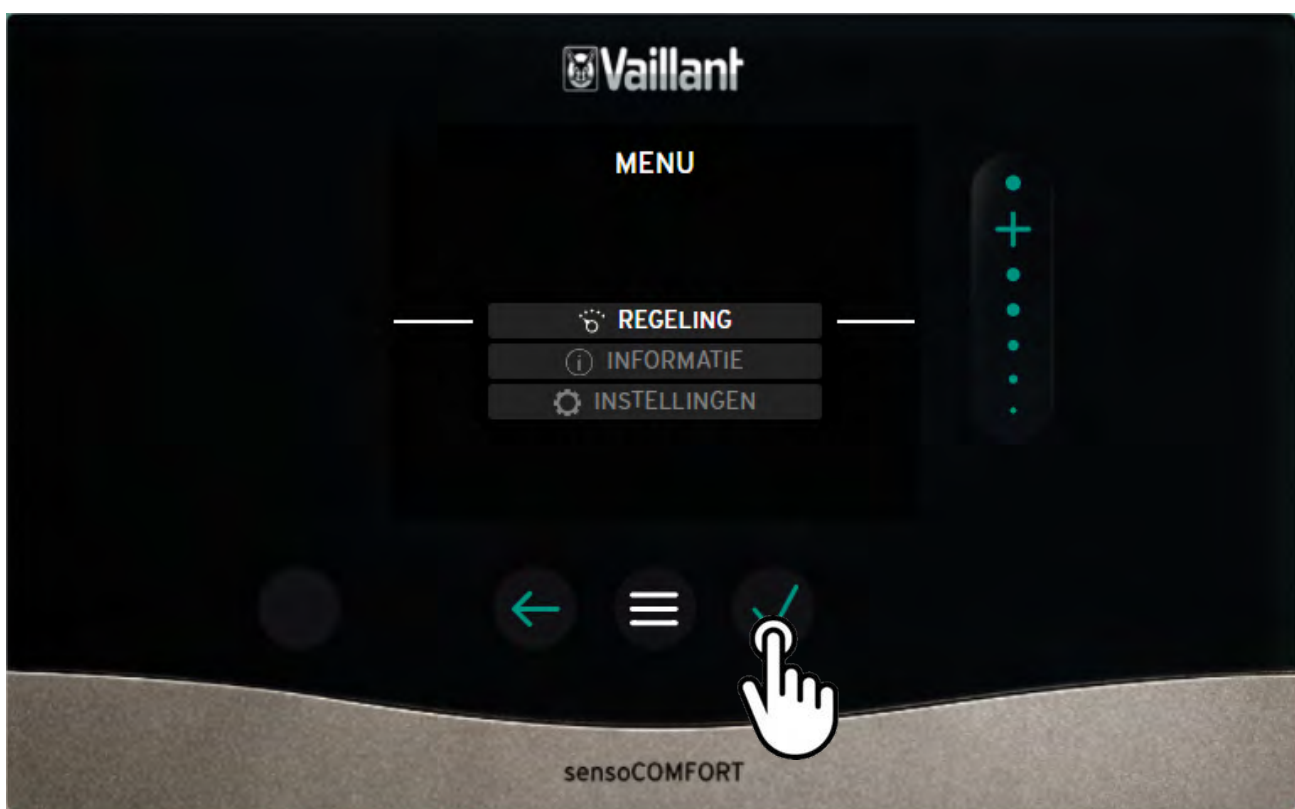 Vaillant
MENU
REGELING
INFORMATIE
INSTELLINGEN
sensoCOMFORT